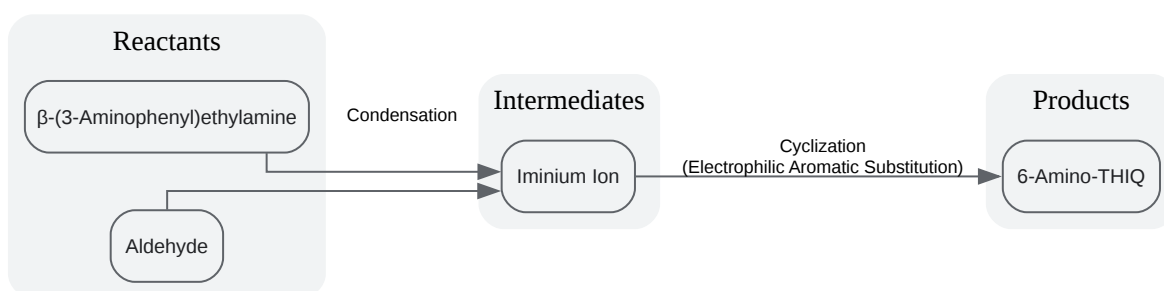 Reactants
β-(3-Aminophenyl)ethylamine
Aldehyde
Condensation
Intermediates
Iminium Ion
Cyclization
(Electrophilic Aromatic Substitution)
Products
6-Amino-THIQ